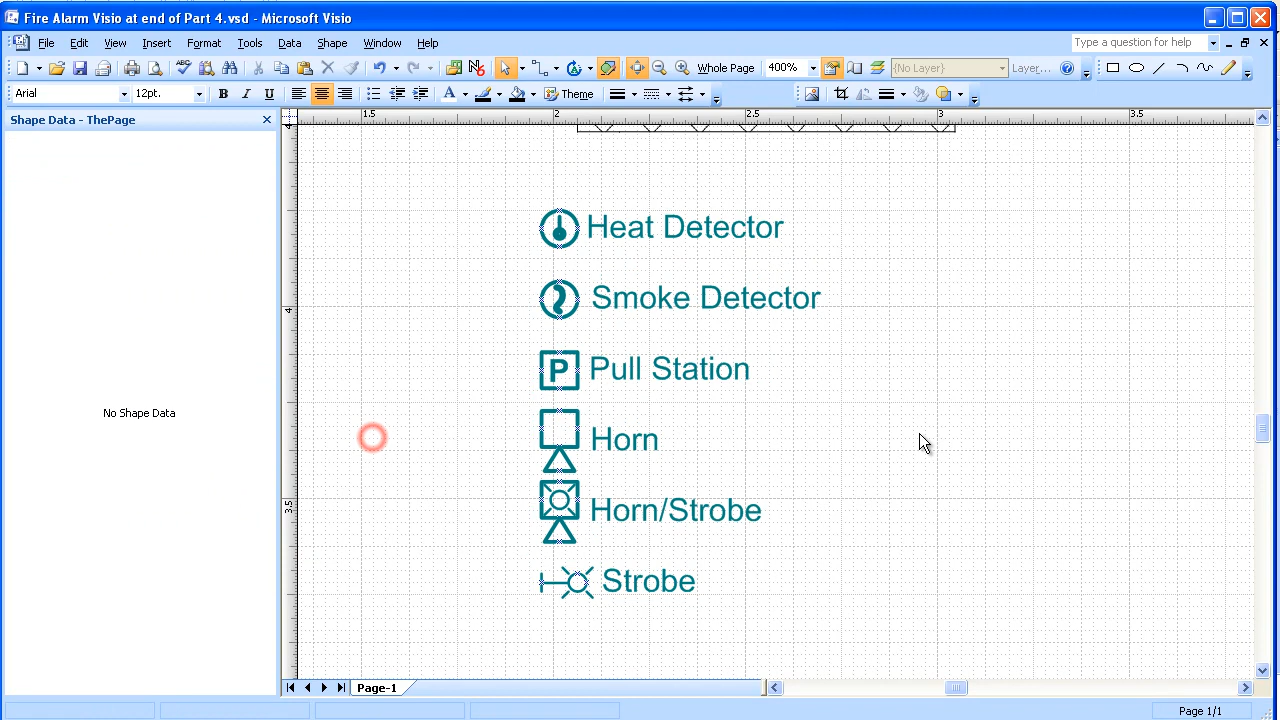 Fire Alarm Visio at end of Part 4.vsd - Microsoft Visio
File Edit View Insert Format Tools Data Shape Window Help Type a question for help
Whole Page 400% {No Layer} Layer...
Arial 12pt. B I U A Theme
Shape Data - ThePage
1.5 2 2.5 3 3.5
Heat Detector
Smoke Detector
4
No Shape Data
P Pull Station
Horn
Horn/Strobe
3.5
Strobe
Page-1
Page 1/1